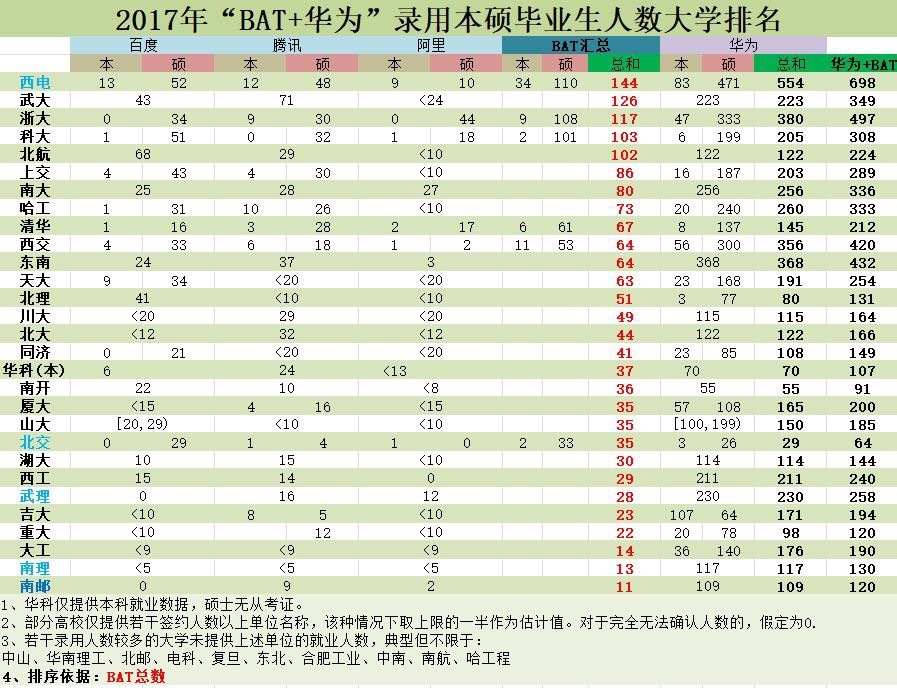 2017年“BAT+华为”录用本硕毕业生人数大学排名
百度 腾讯 阿里 BAT汇总 华为
本 硕 本 硕 本 硕 本 硕 总和 本 硕 总和 华为+BAT
西电 13 52 12 48 9 10 34 110 144 83 471 554 698
武大 43 71 <24 126 223 223 349
浙大 0 34 9 30 0 44 9 108 117 47 333 380 497
科大 1 51 0 32 1 18 2 101 103 6 199 205 308
北航 68 29 <10 102 122 122 224
上交 4 43 4 30 <10 86 16 187 203 289
南大 25 28 27 80 256 256 336
哈工 1 31 10 26 <10 73 20 240 260 333
清华 1 16 3 28 2 17 6 61 67 8 137 145 212
西交 4 33 6 18 1 2 11 53 64 56 300 356 420
东南 24 37 3 64 368 368 432
天大 9 34 <20 <20 63 23 168 191 254
北理 41 <10 <10 51 3 77 80 131
川大 <20 29 <20 49 115 115 164
北大 <12 32 <12 44 122 122 166
同济 0 21 <20 <20 41 23 85 108 149
华科(本) 6 24 <13 37 70 70 107
南开 22 10 <8 36 55 55 91
厦大 <15 4 16 <15 35 57 108 165 200
山大 [20,29) <10 <10 35 [100,199) 150 185
北交 0 29 1 4 1 0 2 33 35 3 26 29 64
湖大 10 15 <10 30 114 114 144
西工 15 14 0 29 211 211 240
武理 0 16 12 28 230 230 258
吉大 <10 8 5 <10 23 107 64 171 194
重大 <10 12 <10 22 20 78 98 120
大工 <9 <9 <9 14 36 140 176 190
南理 <5 <5 <5 13 117 117 130
南邮 0 9 2 11 109 109 120
1、华科仅提供本科就业数据，硕士无从考证。
2、部分高校仅提供若干签约人数以上单位名称，该种情况下取上限的一半作为估计值。对于完全无法确认人数的，假定为0.
3、若干录用人数较多的大学未提供上述单位的就业人数，典型但不限于：
中山、华南理工、北邮、电科、复旦、东北、合肥工业、中南、南航、哈工程
4、排序依据：BAT总数